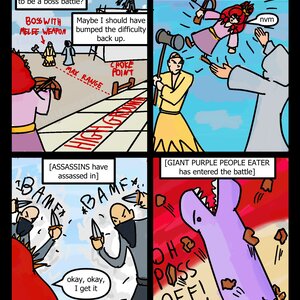 to be a boss battle?
BOSS WITH
MELEE WEAPON
Maybe I should have
bumped the difficulty
back up.
MAX RANGE
CHOKE
POINT
HIGH GROUND
nvm
[ASSASSINS have
assassed in]
BAMF
BAMF
okay, okay,
I get it
[GIANT PURPLE PEOPLE EATER
has entered the battle]
OH
POSS
OFF!